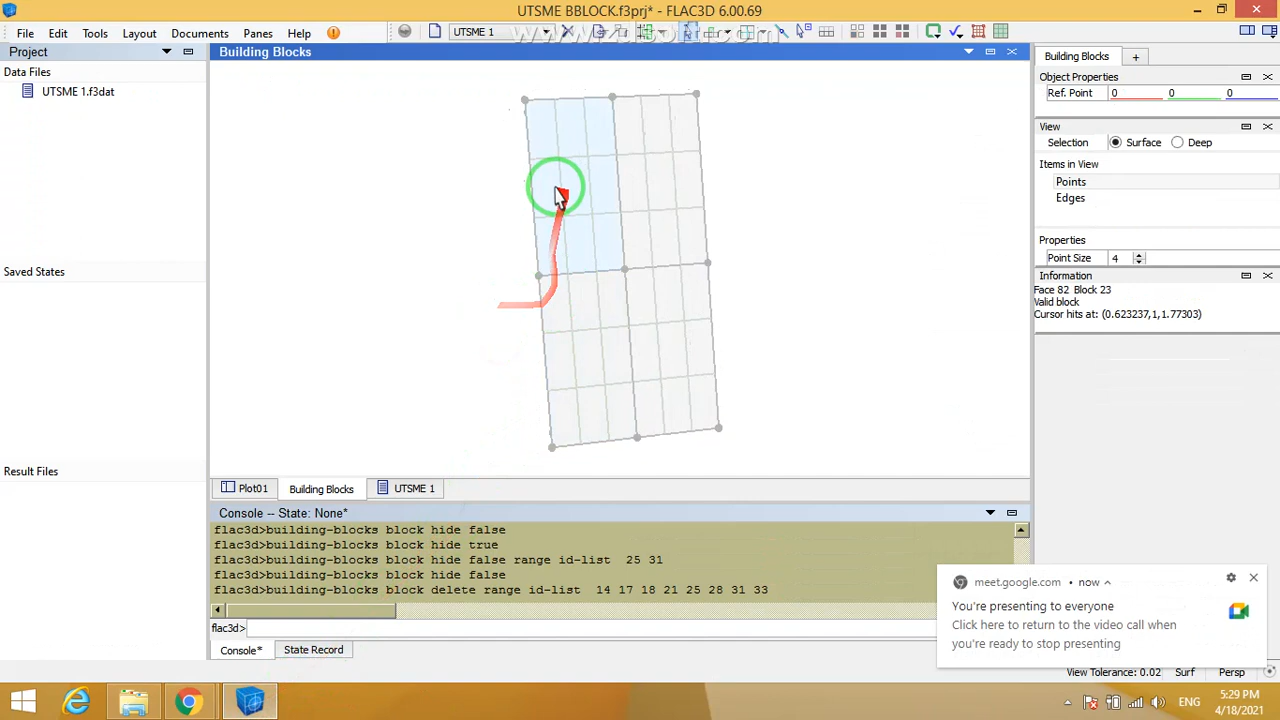 UTSME BBLOCK.f3prj* - FLAC3D 6.00.69
File Edit Tools Layout Documents Panes Help
UTSME 1
Project
Data Files
UTSME 1.f3dat
Saved States
Result Files
Building Blocks
Plot01 Building Blocks UTSME 1
Console -- State: None*
flac3d>building-blocks block hide false
flac3d>building-blocks block hide true
flac3d>building-blocks block hide false range id-list 25 31
flac3d>building-blocks block hide false
flac3d>building-blocks block delete range id-list 14 17 18 21 25 28 31 33
flac3d>
Console* State Record
Building Blocks +
Object Properties
Ref. Point 0 0 0
View
Selection Surface Deep
Items in View
Points
Edges
Properties
Point Size 4
Information
Face 82 Block 23
Valid block
Cursor hits at: (0.623237,1,1.77303)
meet.google.com • now
You're presenting to everyone
Click here to return to the video call when
you're ready to stop presenting
View Tolerance: 0.02 Surf Persp
ENG
5:29 PM
4/18/2021